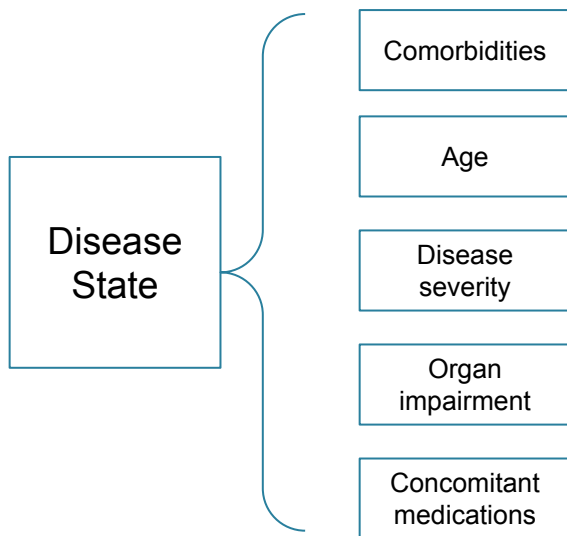 Comorbidities
Age
Disease
State
Disease
severity
Organ
impairment
Concomitant
medications